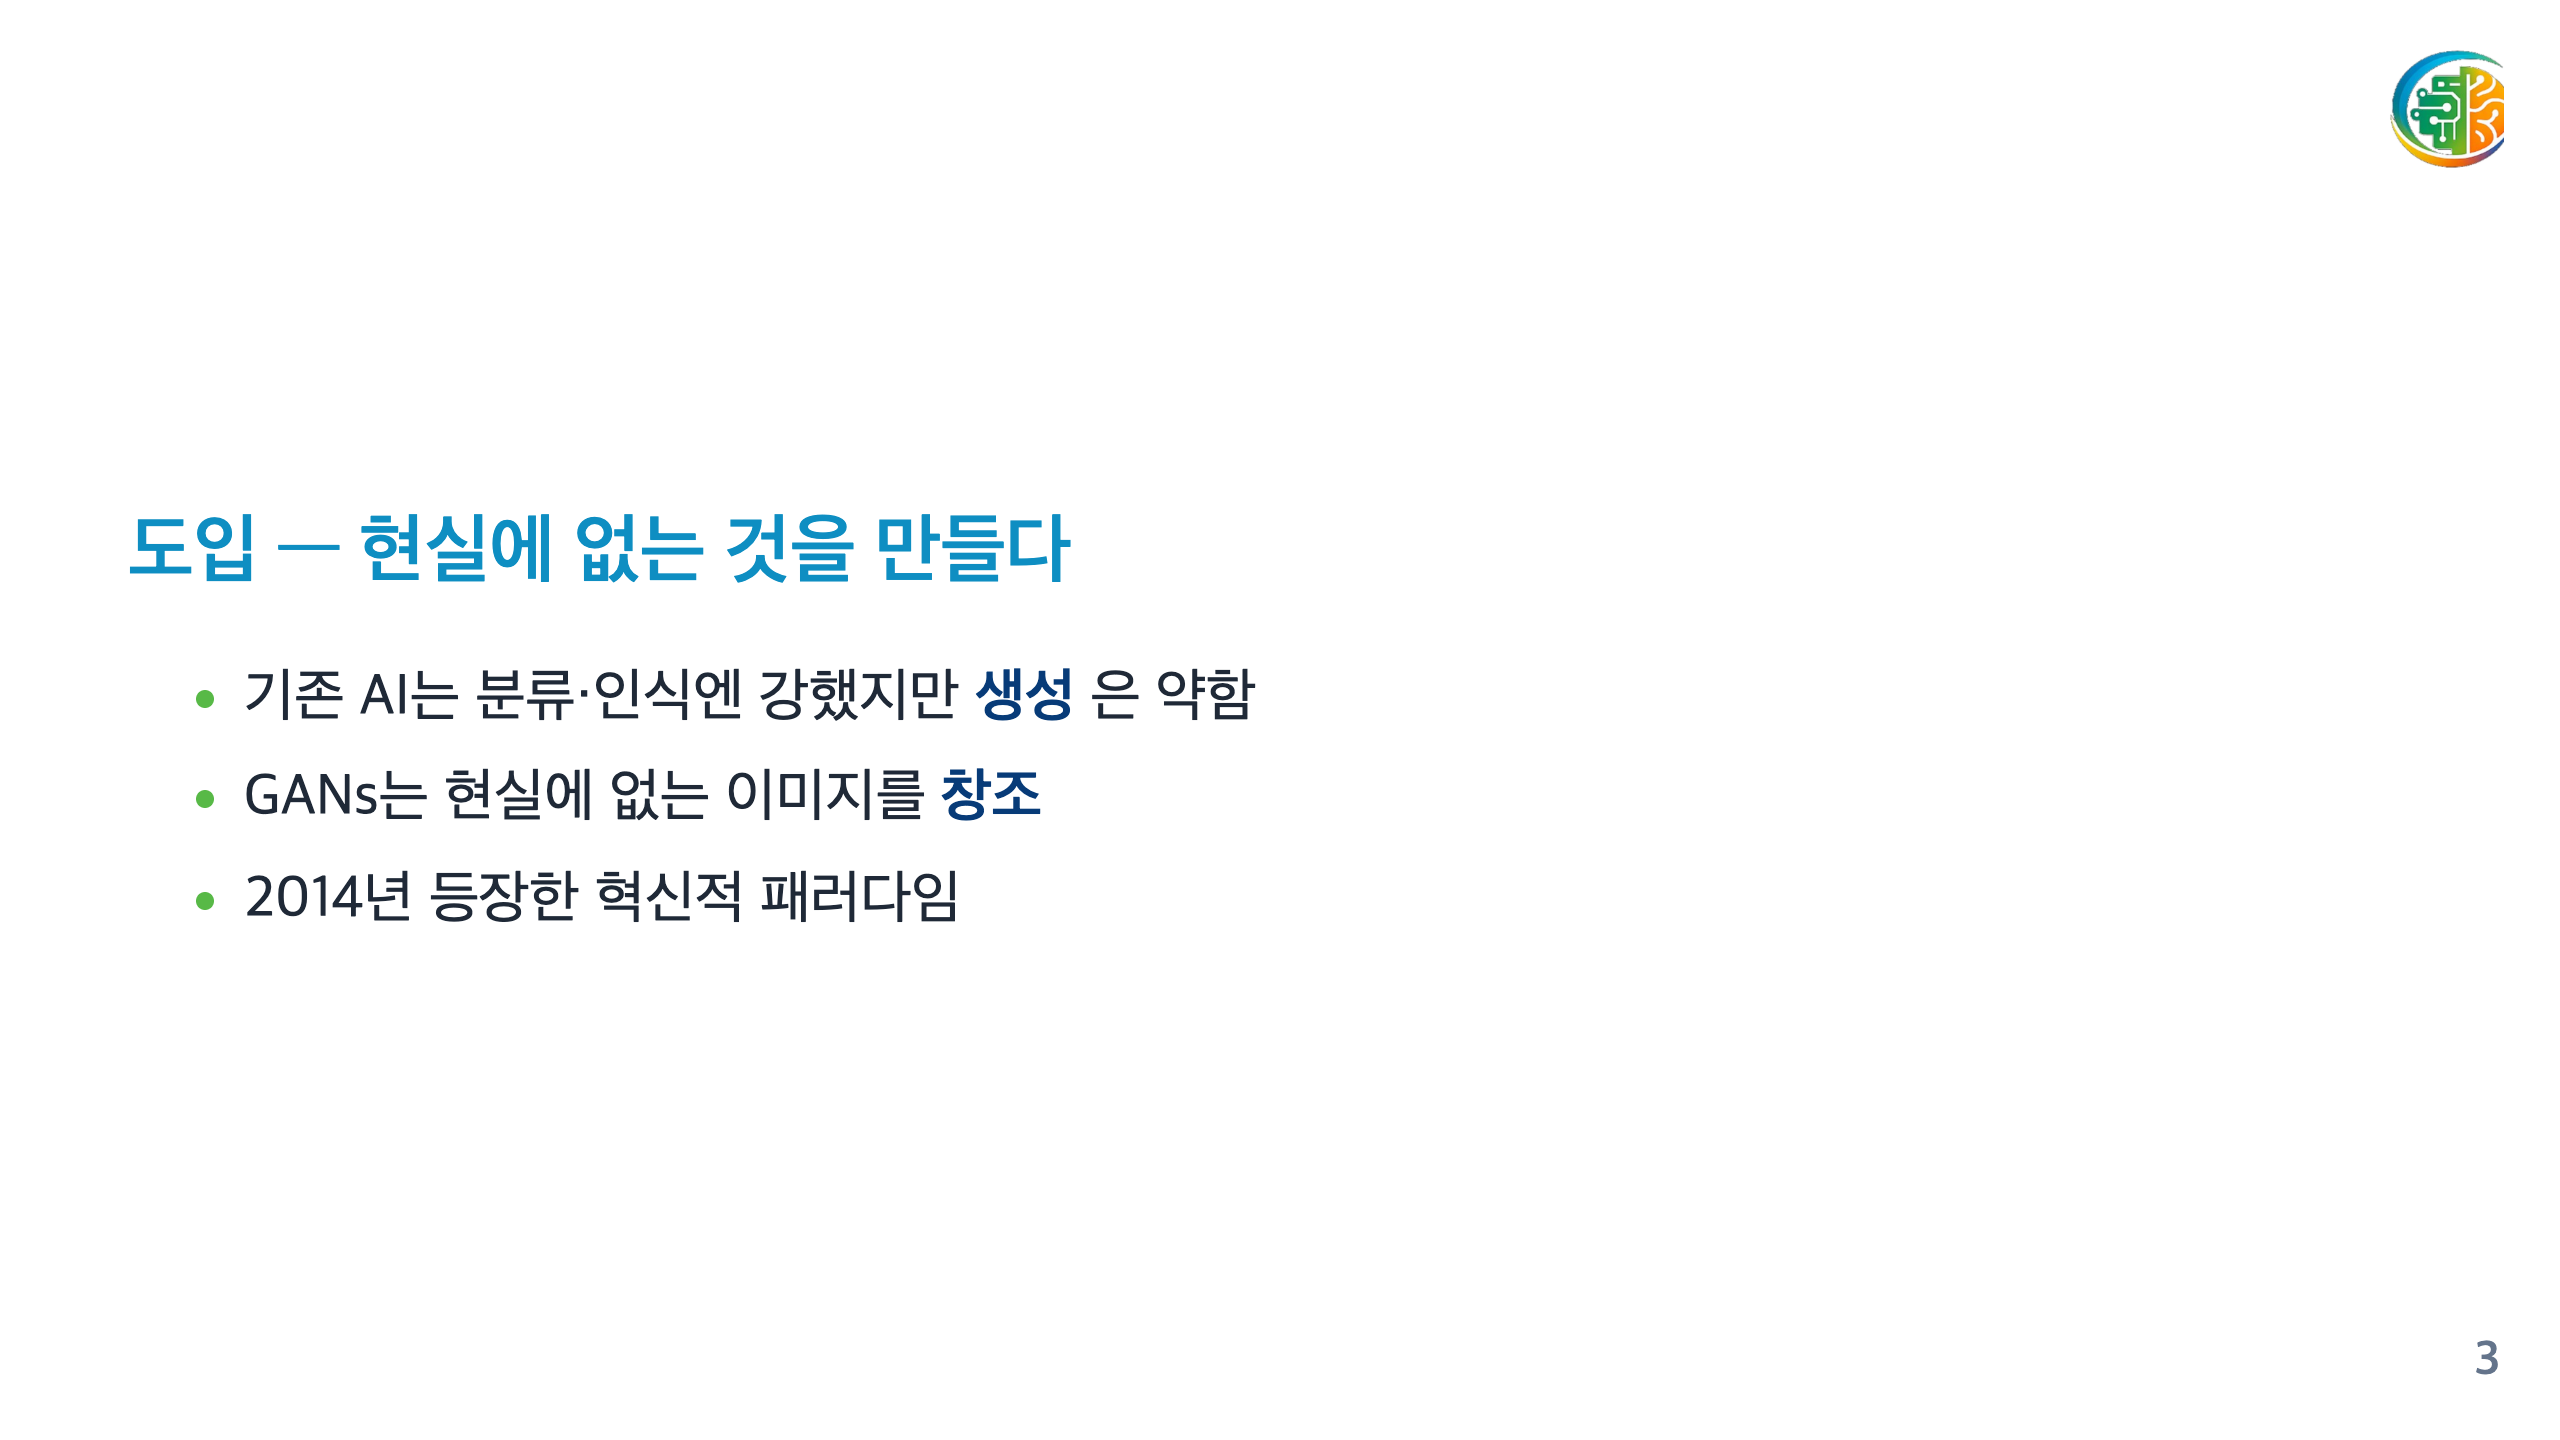 도입 — 현실에 없는 것을 만들다
• 기존 AI는 분류·인식엔 강했지만 생성 은 약함
• GANs는 현실에 없는 이미지를 창조
• 2014년 등장한 혁신적 패러다임
3